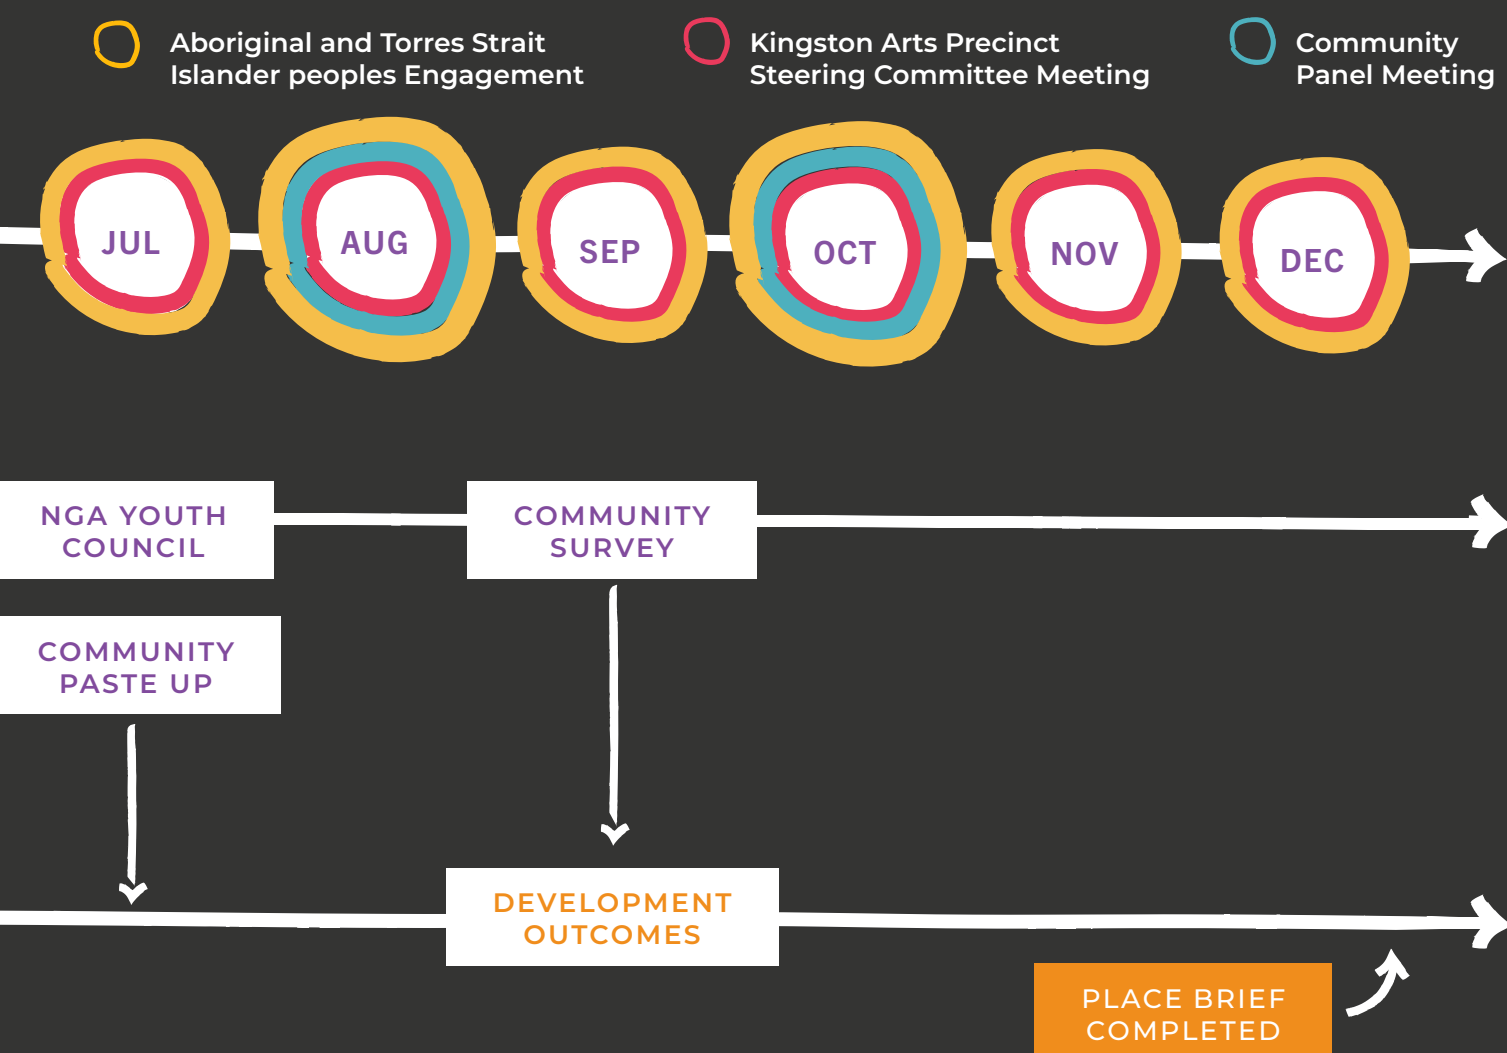 Aboriginal and Torres Strait
Islander peoples Engagement
Kingston Arts Precinct
Steering Committee Meeting
Community
Panel Meeting
JUL
AUG
SEP
OCT
NOV
DEC
NGA YOUTH
COUNCIL
COMMUNITY
SURVEY
COMMUNITY
PASTE UP
DEVELOPMENT
OUTCOMES
PLACE BRIEF
COMPLETED